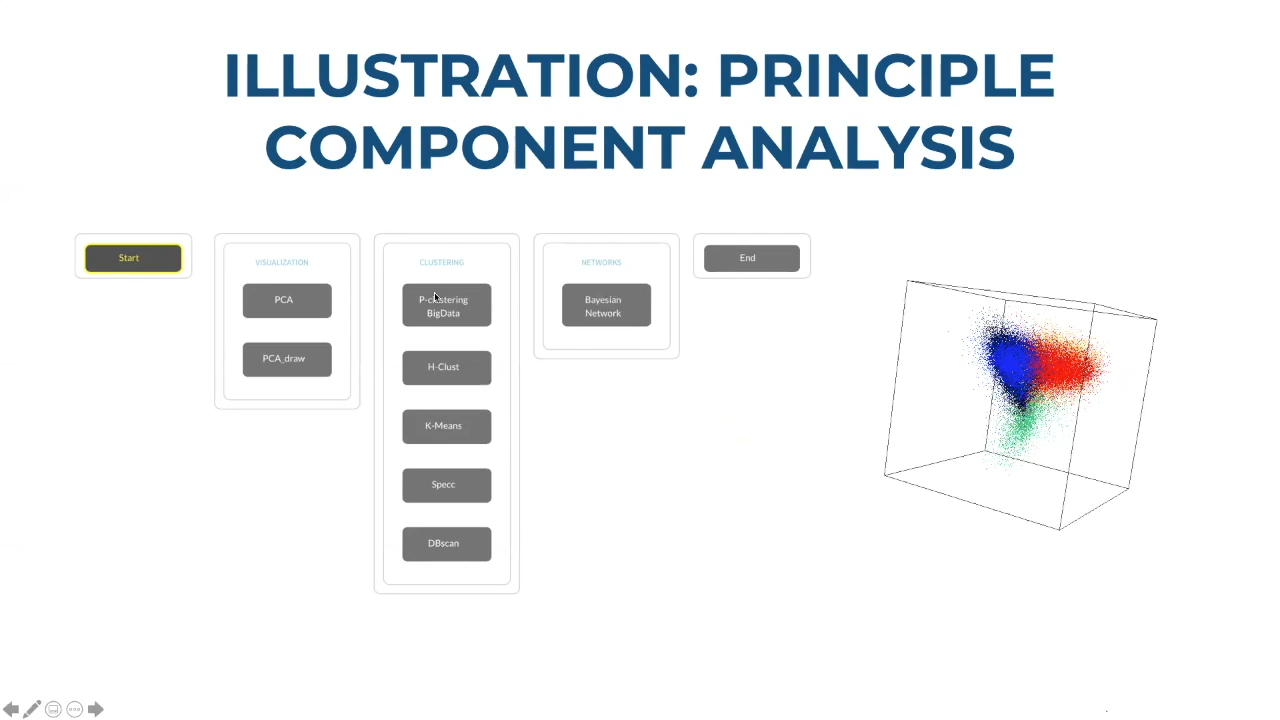 ILLUSTRATION: PRINCIPLE
COMPONENT ANALYSIS
Start
VISUALIZATION
PCA
PCA_draw
CLUSTERING
P-clustering
BigData
H-Clust
K-Means
Specc
DBscan
NETWORKS
Bayesian
Network
End